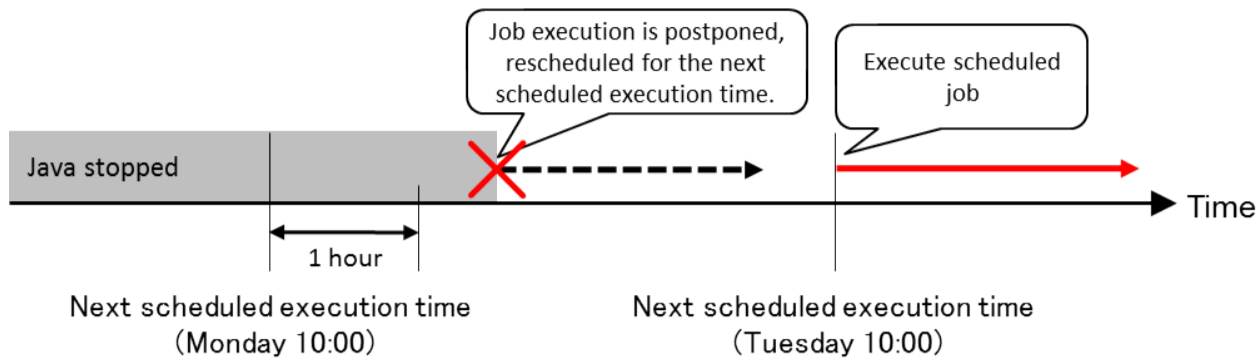 Job execution is postponed,
rescheduled for the next
scheduled execution time.
Execute scheduled
job
Java stopped
Time
1 hour
Next scheduled execution time
(Monday 10:00)
Next scheduled execution time
(Tuesday 10:00)